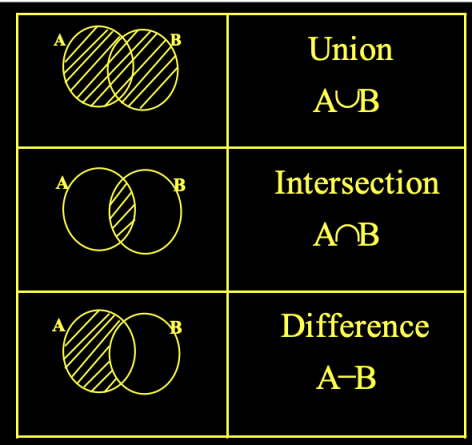 A B
Union
A∪B
A B
Intersection
A∩B
A B
Difference
A−B